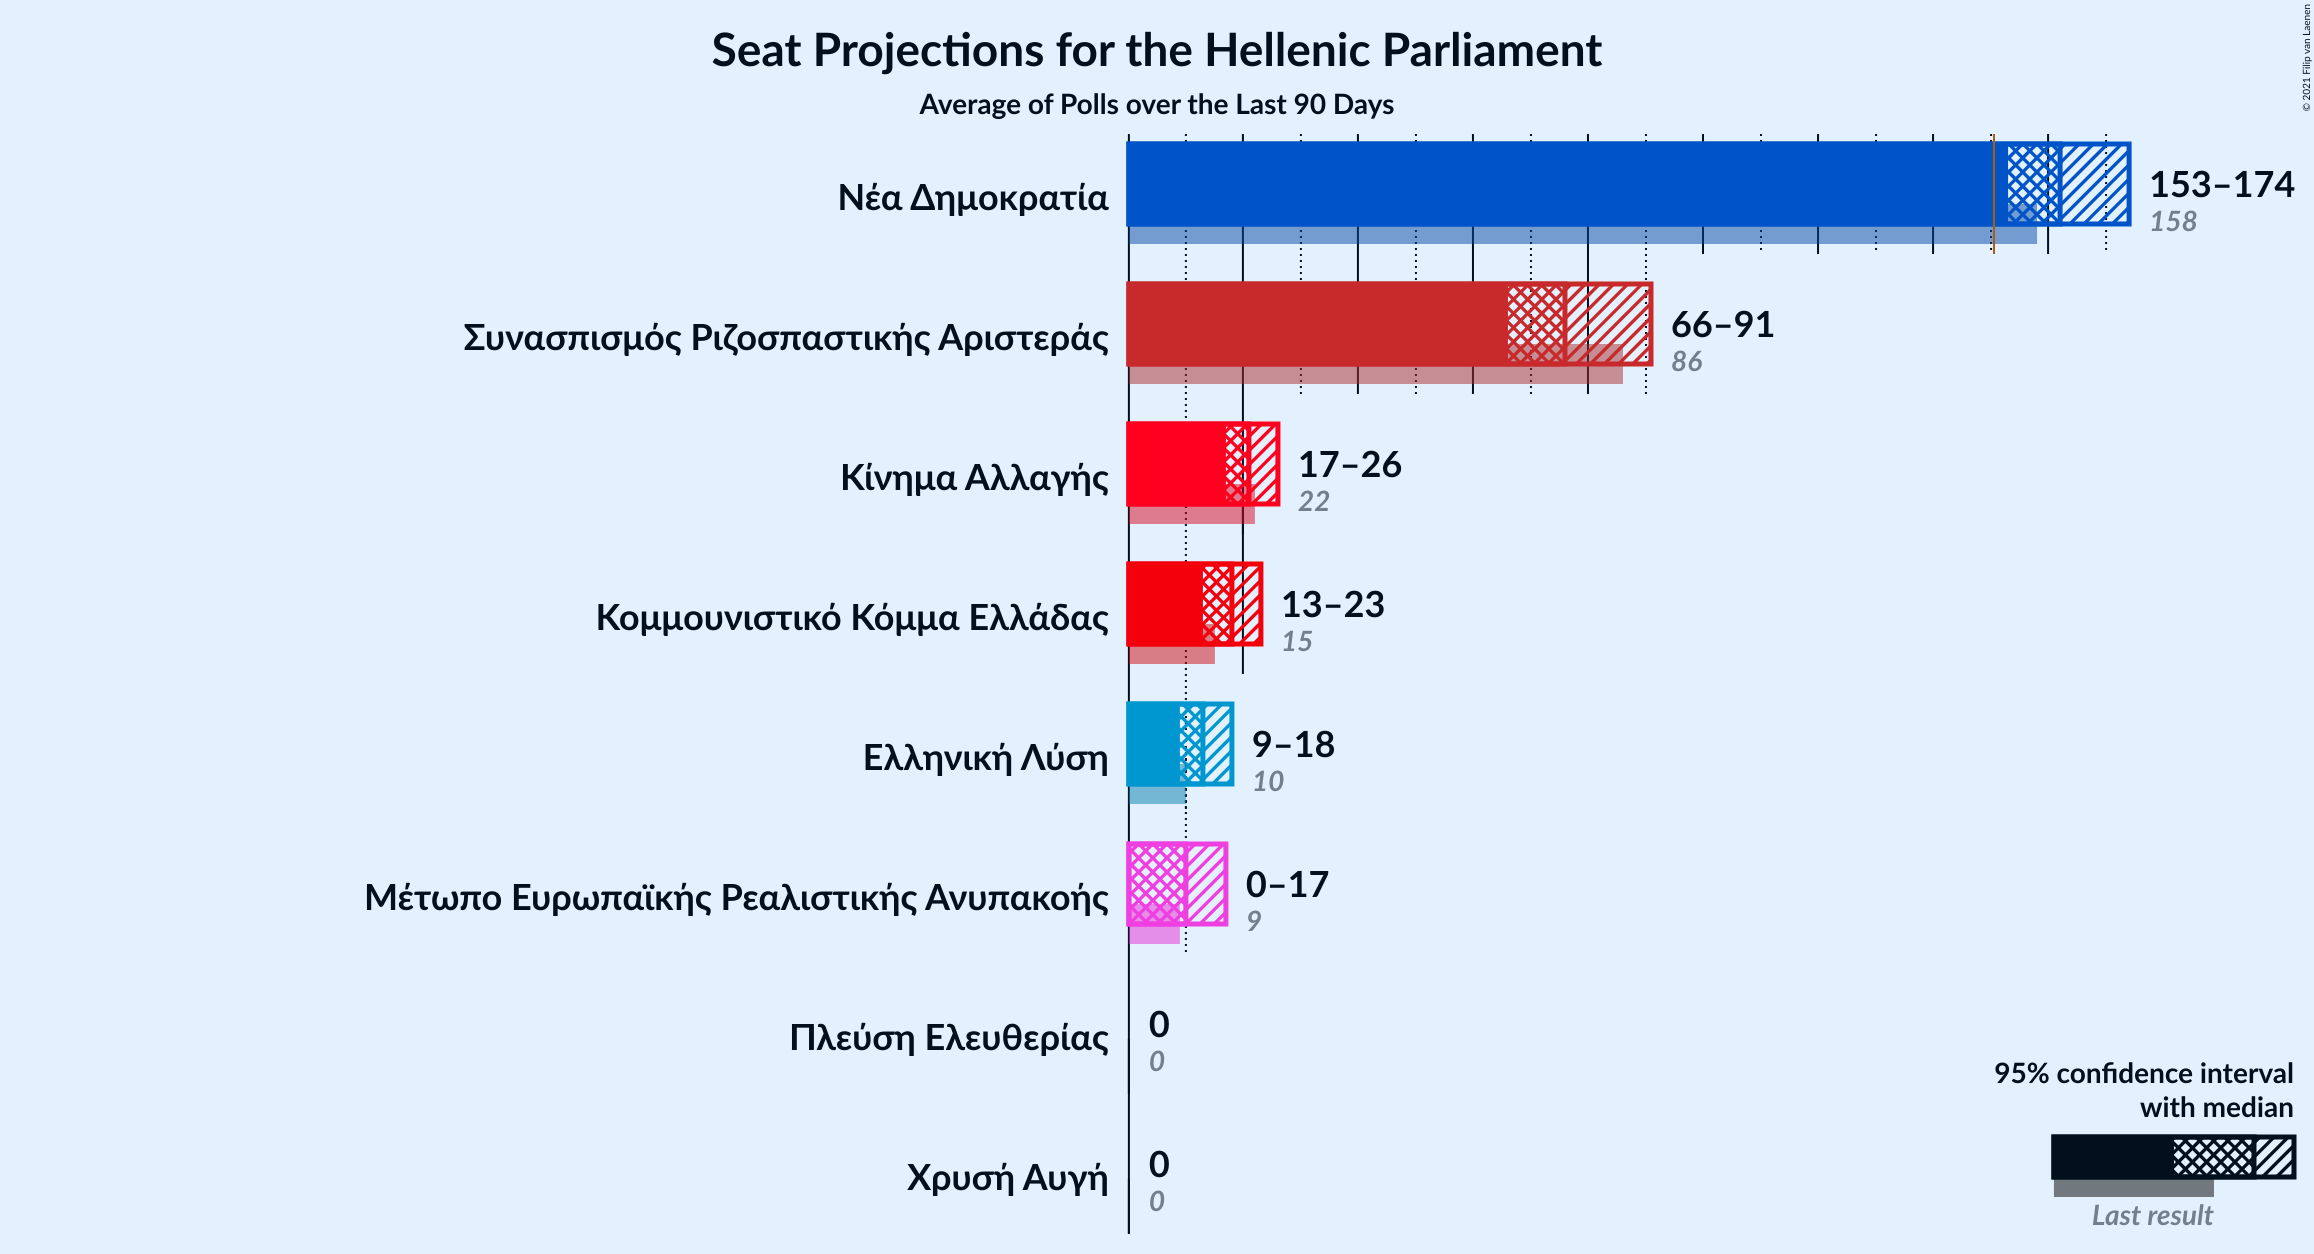 Seat Projections for the Hellenic Parliament
Average of Polls over the Last 90 Days
© 2021 Filip van Laenen
Νέα Δημοκρατία
153–174
158
Συνασπισμός Ριζοσπαστικής Αριστεράς
66–91
86
Κίνημα Αλλαγής
17–26
22
Κομμουνιστικό Κόμμα Ελλάδας
13–23
15
Ελληνική Λύση
9–18
10
Μέτωπο Ευρωπαϊκής Ρεαλιστικής Ανυπακοής
0–17
9
Πλεύση Ελευθερίας
0
0
Χρυσή Αυγή
0
0
95% confidence interval
with median
Last result